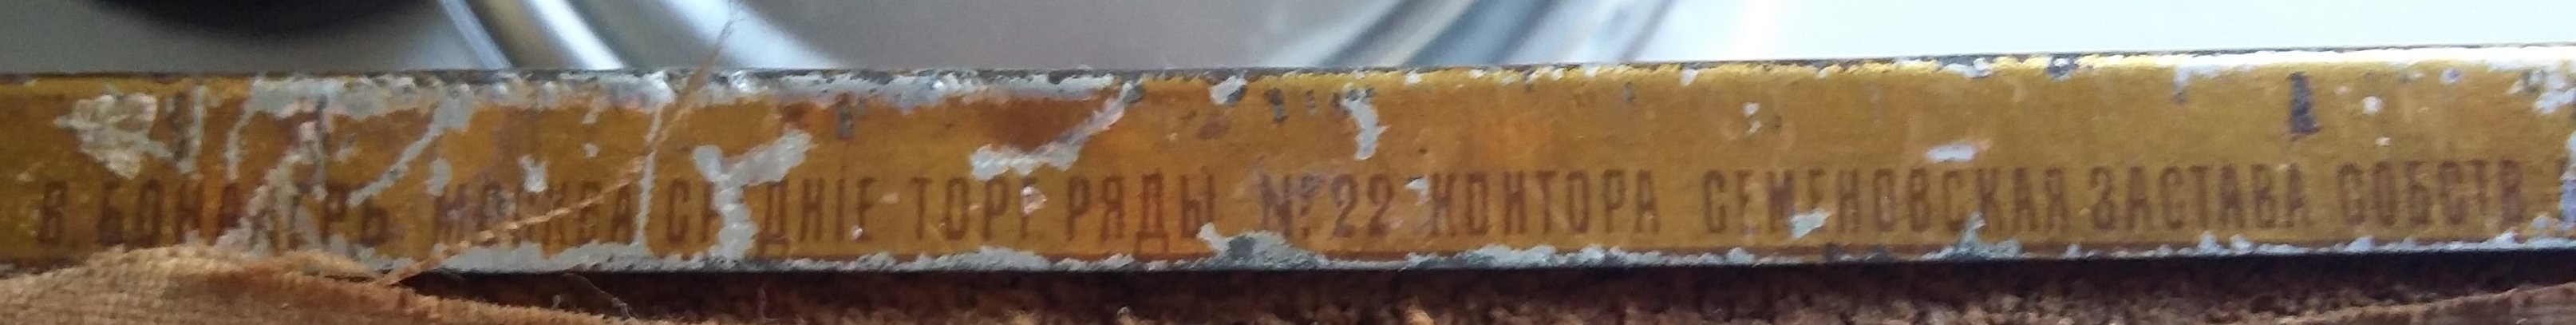 В. БОНАКЕРЪ МОСКВА СРЕДНІЕ ТОРГ РЯДЫ №22 КОНТОРА СЕМЕНОВСКАЯ ЗАСТАВА СОБСТВ.